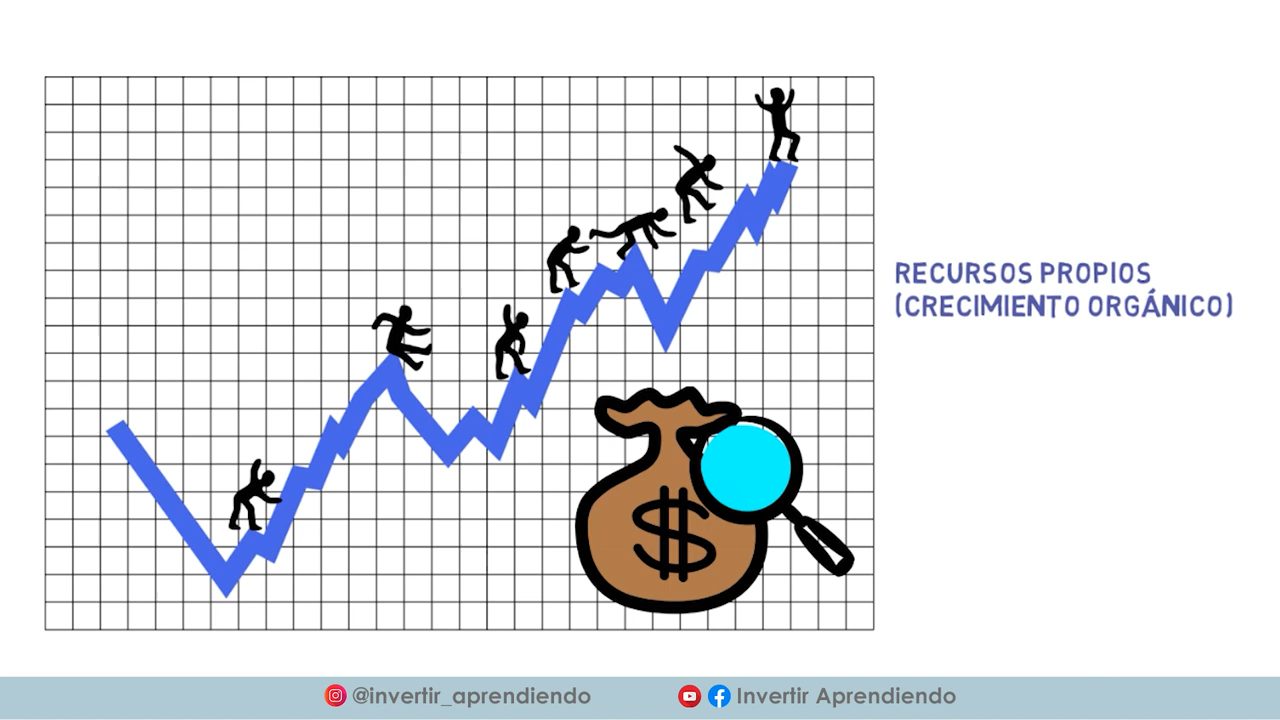 RECURSOS PROPIOS
(CRECIMIENTO ORGÁNICO)
$
@invertir_aprendiendo
Invertir Aprendiendo